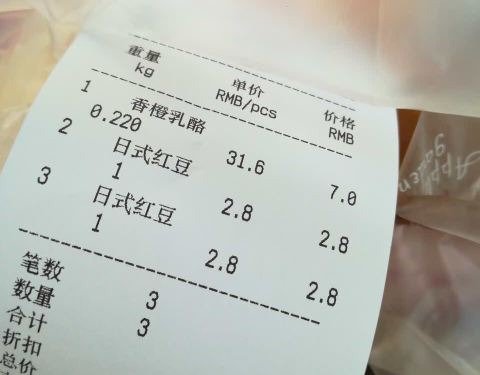 重量 单价 价格
kg RMB/pcs RMB
1 香橙乳酪
0.220 31.6 7.0
2 日式红豆
1 2.8 2.8
3 日式红豆
1 2.8 2.8
笔数 3
数量 3
合计
折扣
总价